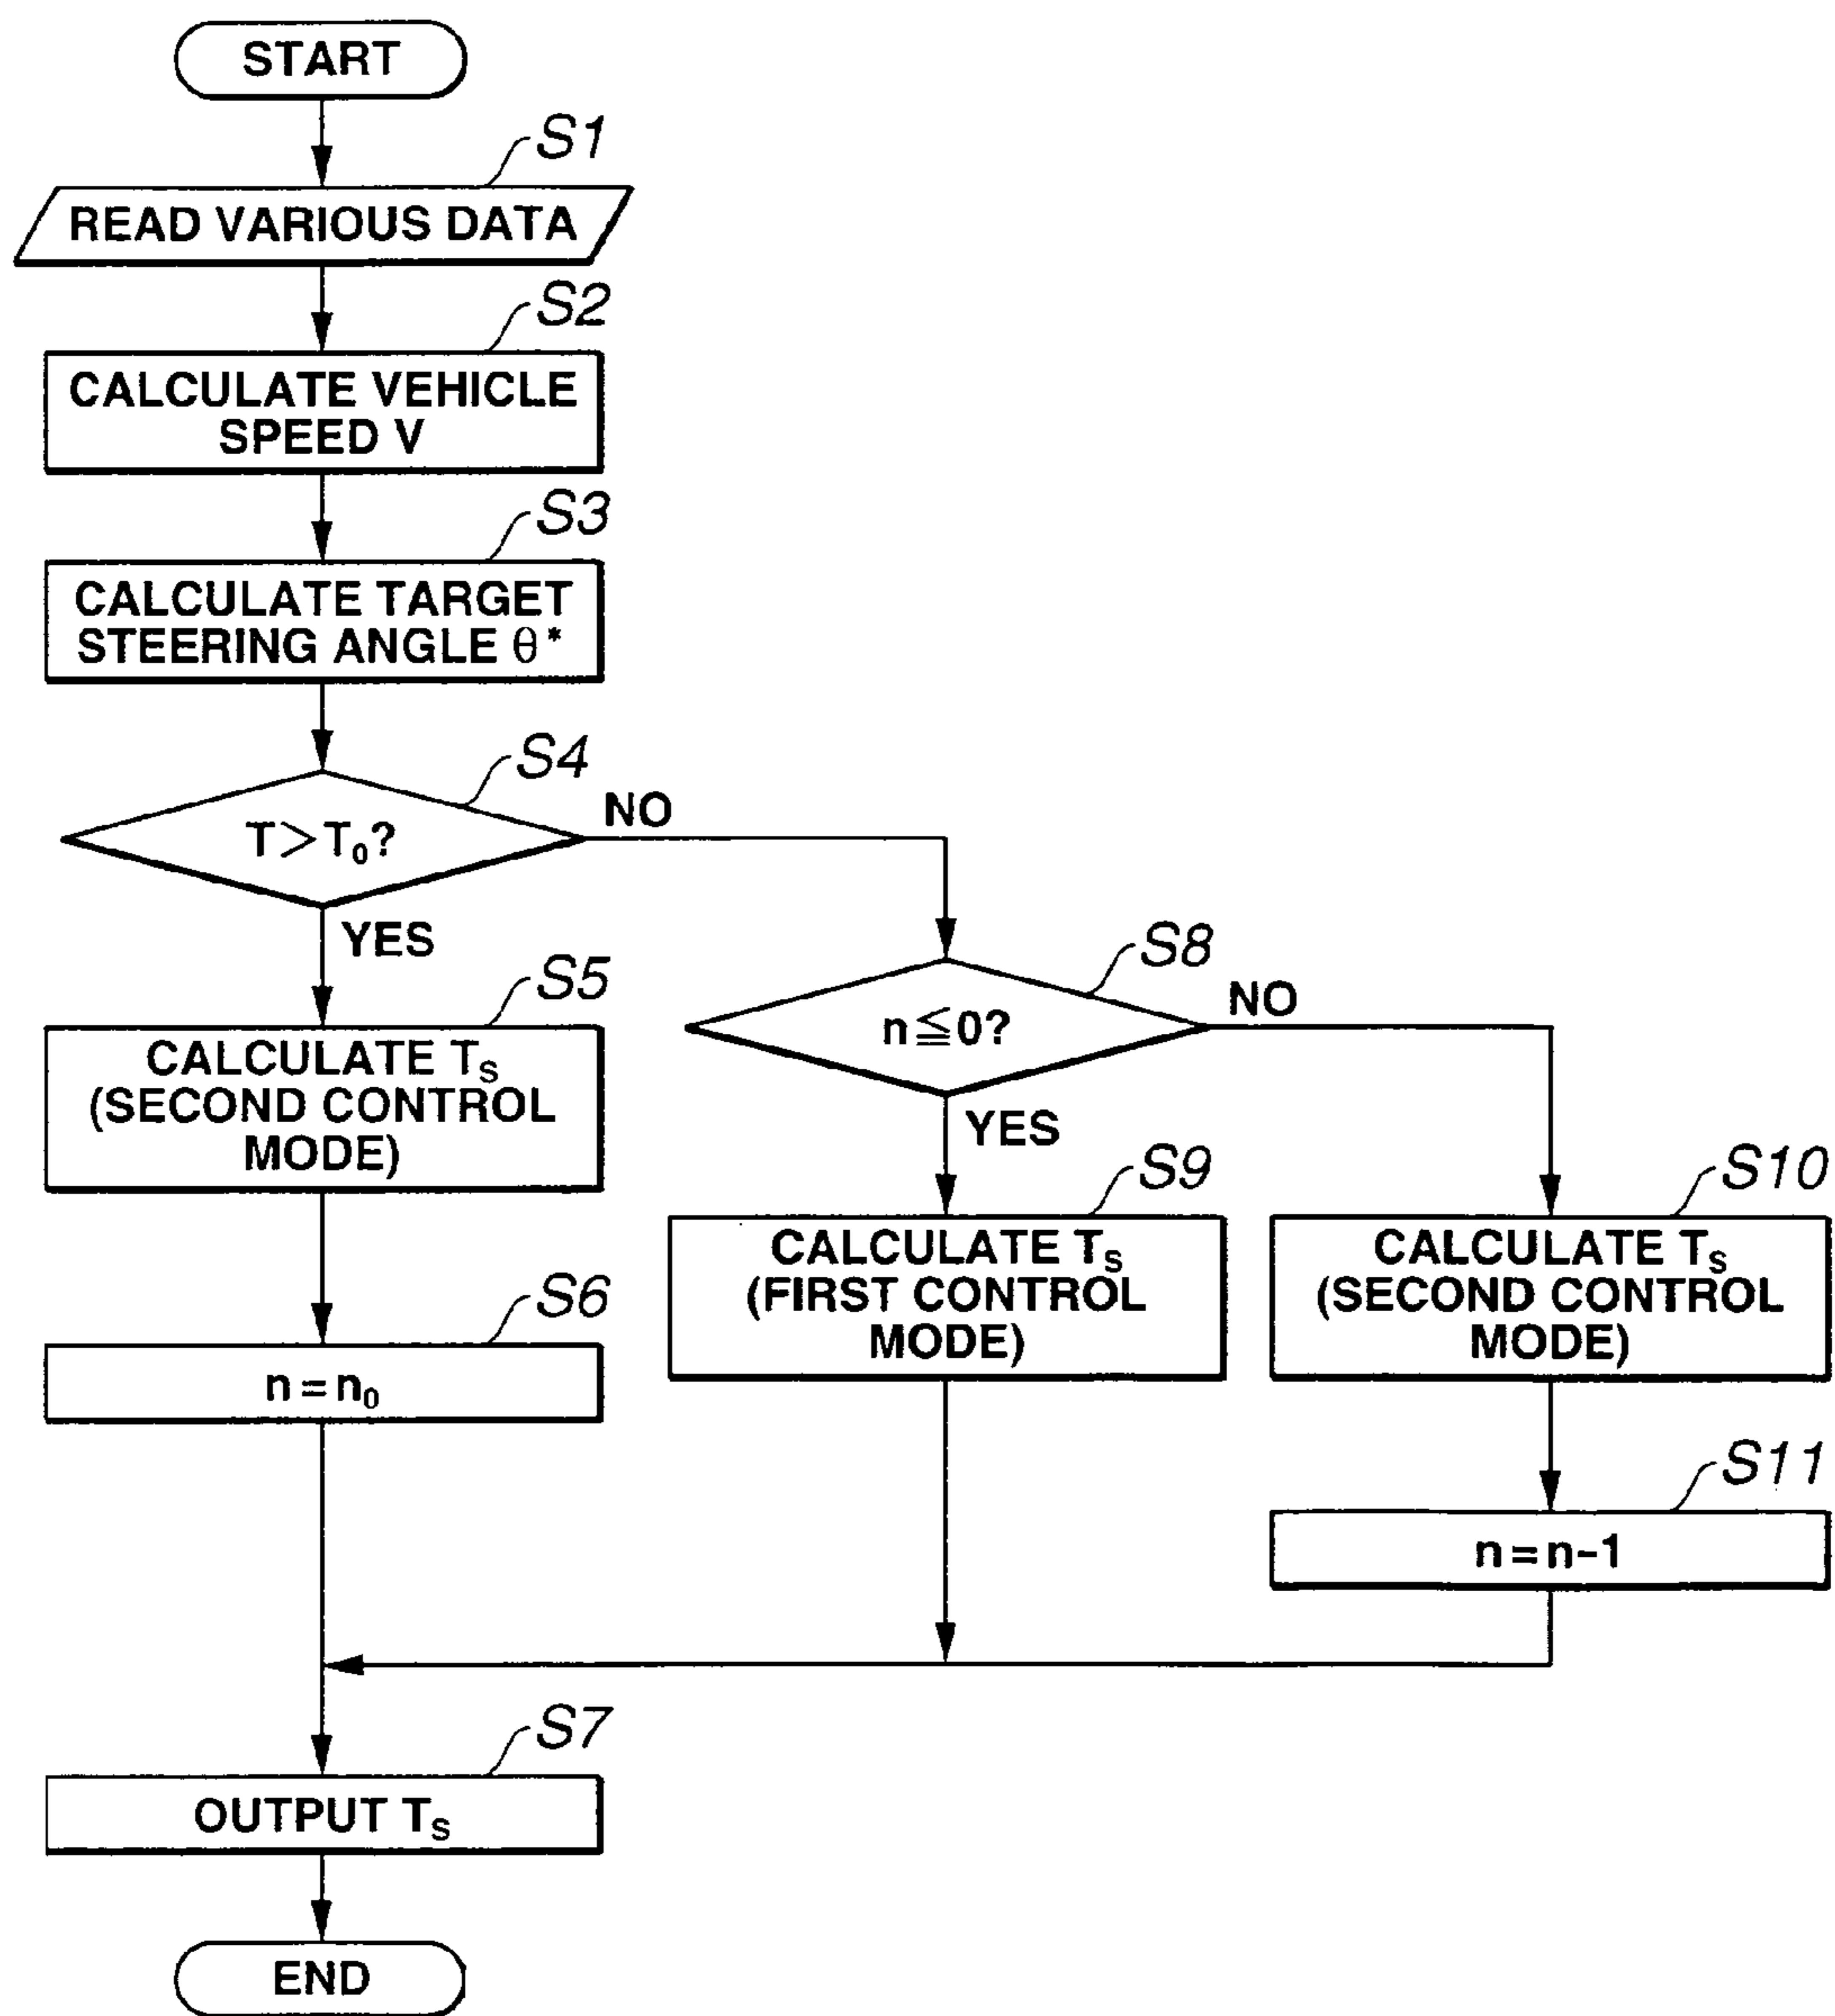 START
S1
READ VARIOUS DATA
S2
CALCULATE VEHICLE
SPEED V
S3
CALCULATE TARGET
STEERING ANGLE θ*
S4
T>T₀?
NO
YES
S5
CALCULATE Tₛ
(SECOND CONTROL
MODE)
S6
n=n₀
S8
n≦0?
NO
YES
S9
CALCULATE Tₛ
(FIRST CONTROL
MODE)
S10
CALCULATE Tₛ
(SECOND CONTROL
MODE)
S11
n=n-1
S7
OUTPUT Tₛ
END